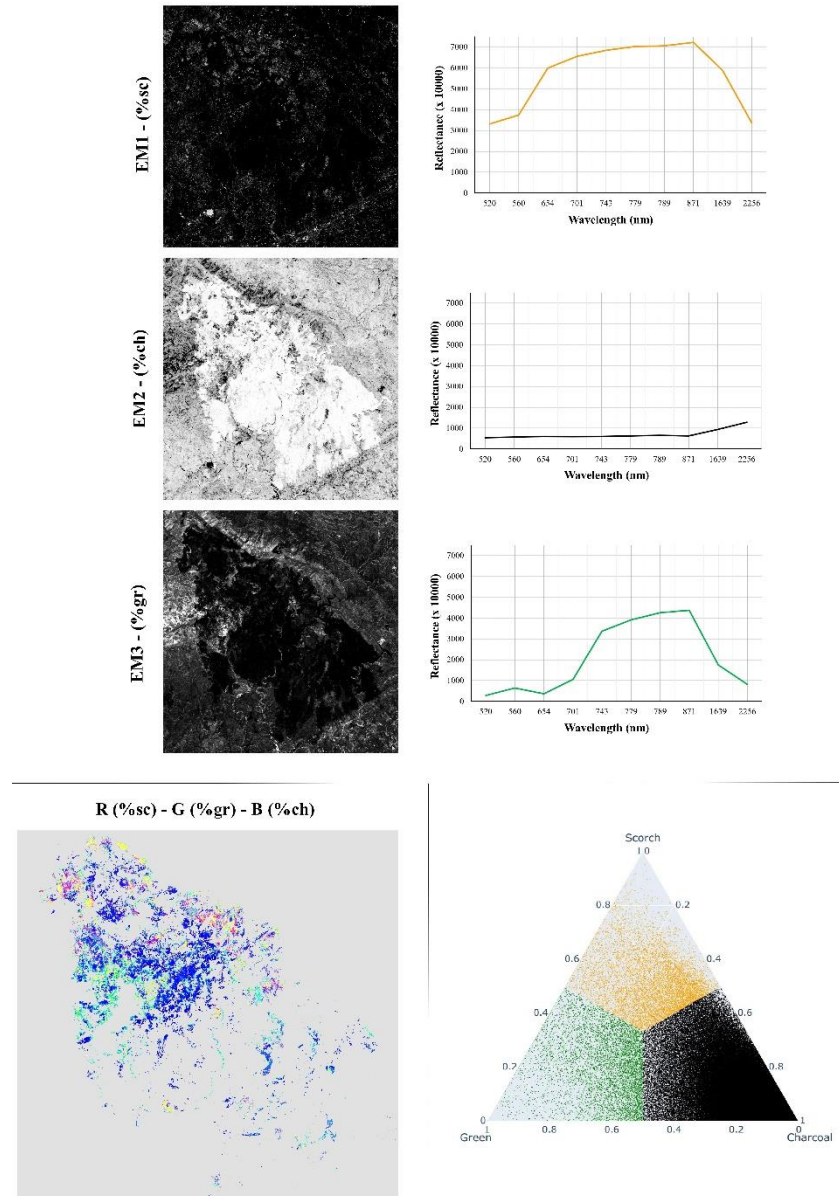 EM1 - (%sc)
7000
6000
5000
4000
3000
2000
1000
0
Reflectance (x 10000)
520 560 654 701 743 779 789 871 1639 2256
Wavelength (nm)
EM2 - (%ch)
7000
6000
5000
4000
3000
2000
1000
0
Reflectance (x 10000)
520 560 654 701 743 779 789 871 1639 2256
Wavelength (nm)
EM3 - (%gr)
7000
6000
5000
4000
3000
2000
1000
0
Reflectance (x 10000)
520 560 654 701 743 779 789 871 1639 2256
Wavelength (nm)
R (%sc) - G (%gr) - B (%ch)
Scorch
1.0
0.8 0.2
0.6 0.4
0.4 0.6
0.2 0.8
0 1
1 0.8 0.6 0.4 0.2 0
Green Charcoal